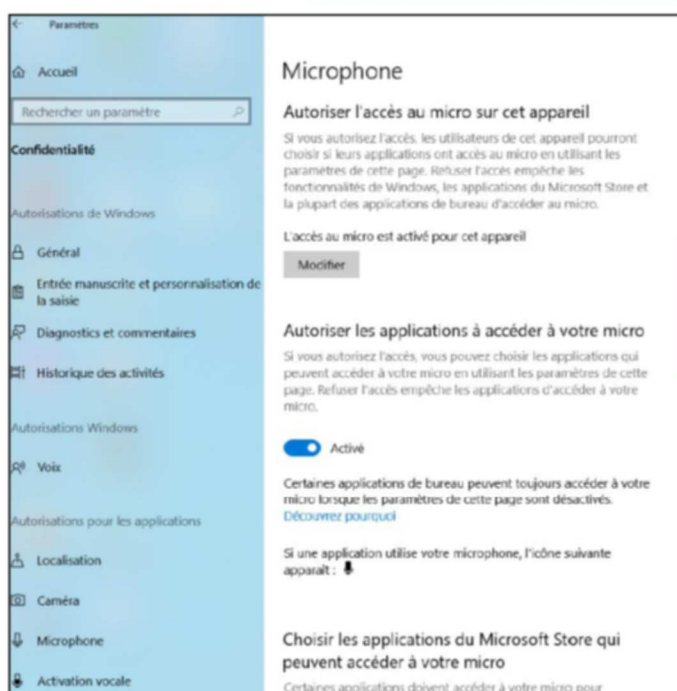 Paramètres
Accueil
Rechercher un paramètre
Confidentialité
Autorisations de Windows
Général
Entrée manuscrite et personnalisation de
la saisie
Diagnostics et commentaires
Historique des activités
Autorisations Windows
Voix
Autorisations pour les applications
Localisation
Caméra
Microphone
Activation vocale
Microphone
Autoriser l'accès au micro sur cet appareil
Si vous autorisez l'accès, les utilisateurs de cet appareil pourront
choisir si leurs applications ont accès au micro en utilisant les
paramètres de cette page. Refuser l'accès empêche les
fonctionnalités de Windows, les applications du Microsoft Store et
la plupart des applications de bureau d'accéder au micro.
L'accès au micro est activé pour cet appareil
Modifier
Autoriser les applications à accéder à votre micro
Si vous autorisez l'accès, vous pouvez choisir les applications qui
peuvent accéder à votre micro en utilisant les paramètres de cette
page. Refuser l'accès empêche les applications d'accéder à votre
micro.
Activé
Certaines applications de bureau peuvent toujours accéder à votre
micro lorsque les paramètres de cette page sont désactivés.
Découvrez pourquoi
Si une application utilise votre microphone, l'icône suivante
apparaît :
Choisir les applications du Microsoft Store qui
peuvent accéder à votre micro
Certaines applications doivent accéder à votre micro pour